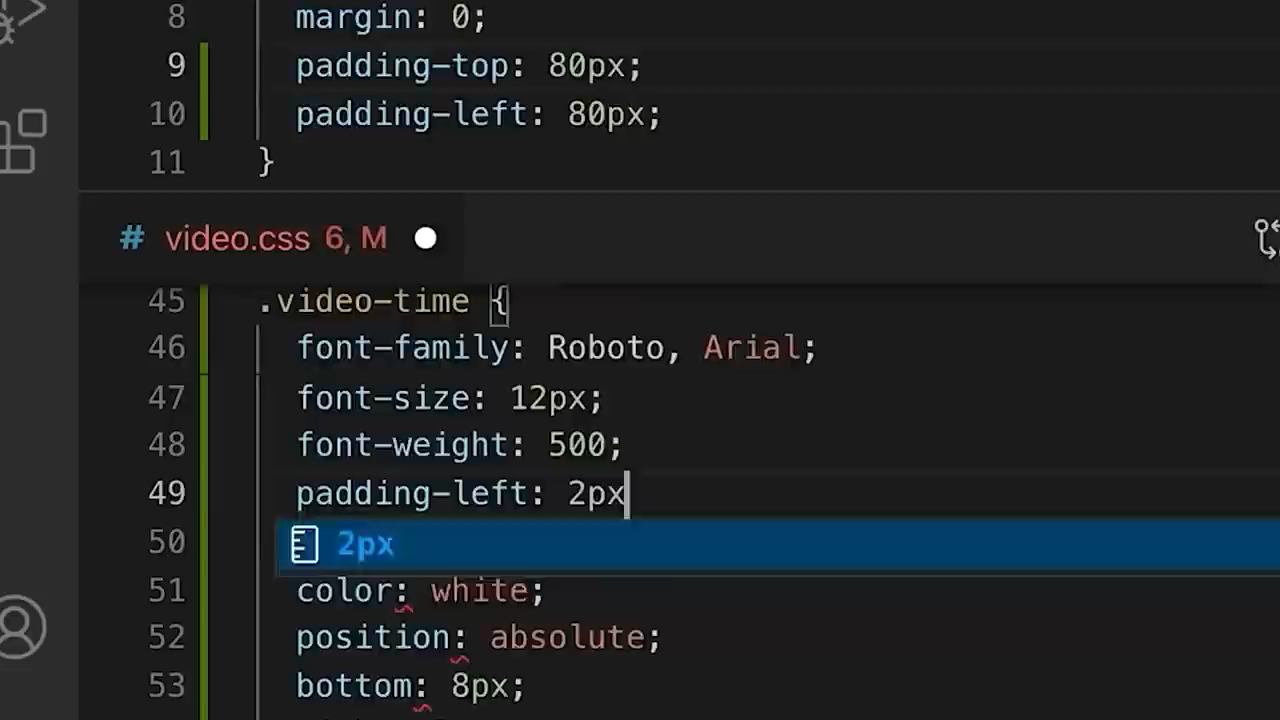 8 margin: 0;
9 padding-top: 80px;
10 padding-left: 80px;
11 }
# video.css 6, M
45 .video-time {
46 font-family: Roboto, Arial;
47 font-size: 12px;
48 font-weight: 500;
49 padding-left: 2px
50 2px
51 color: white;
52 position: absolute;
53 bottom: 8px;